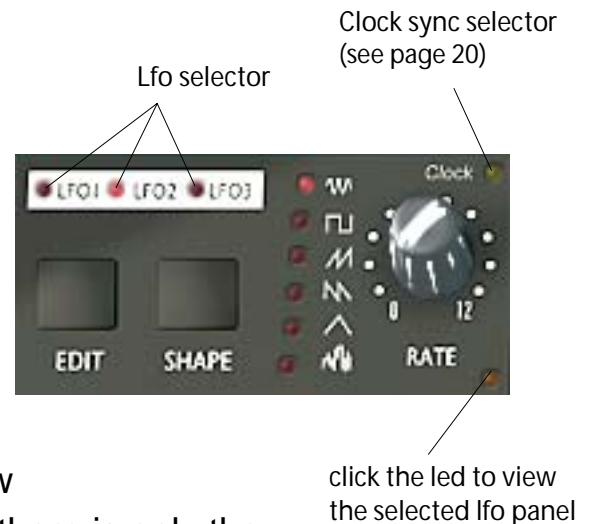 Clock sync selector
(see page 20)
Lfo selector
Clock
LFO1 LFO2 LFO3
0 12
EDIT SHAPE RATE
click the led to view
the selected lfo panel